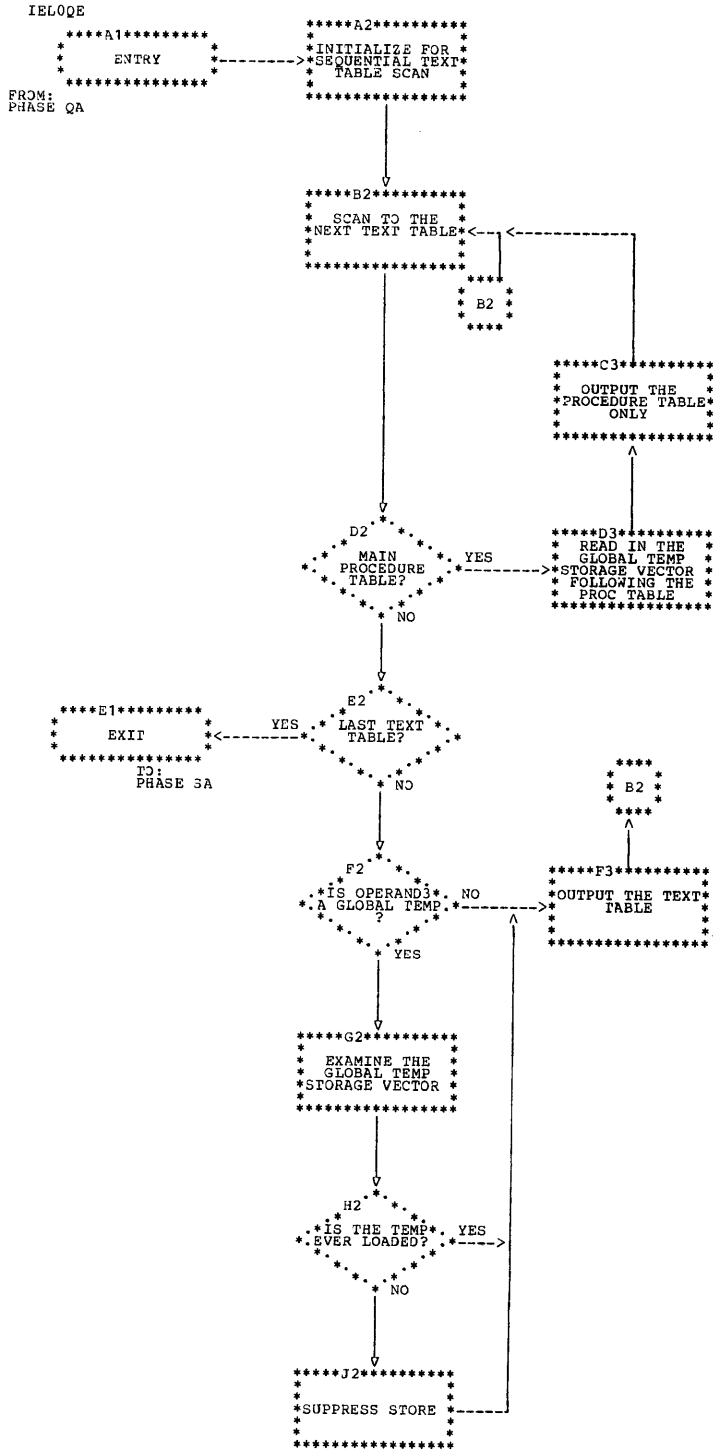 IEL0QE
A1
ENTRY
FROM:
PHASE QA
A2
INITIALIZE FOR
SEQUENTIAL TEXT
TABLE SCAN
B2
SCAN TO THE
NEXT TEXT TABLE
B2
C3
OUTPUT THE
PROCEDURE TABLE
ONLY
D2
MAIN
PROCEDURE
TABLE?
YES
NO
D3
READ IN THE
GLOBAL TEMP
STORAGE VECTOR
FOLLOWING THE
PROC TABLE
E1
EXIT
TO:
PHASE SA
YES
E2
LAST TEXT
TABLE?
NO
B2
F2
IS OPERAND3
A GLOBAL TEMP
?
NO
YES
F3
OUTPUT THE TEXT
TABLE
G2
EXAMINE THE
GLOBAL TEMP
STORAGE VECTOR
H2
IS THE TEMP
EVER LOADED?
YES
NO
J2
SUPPRESS STORE